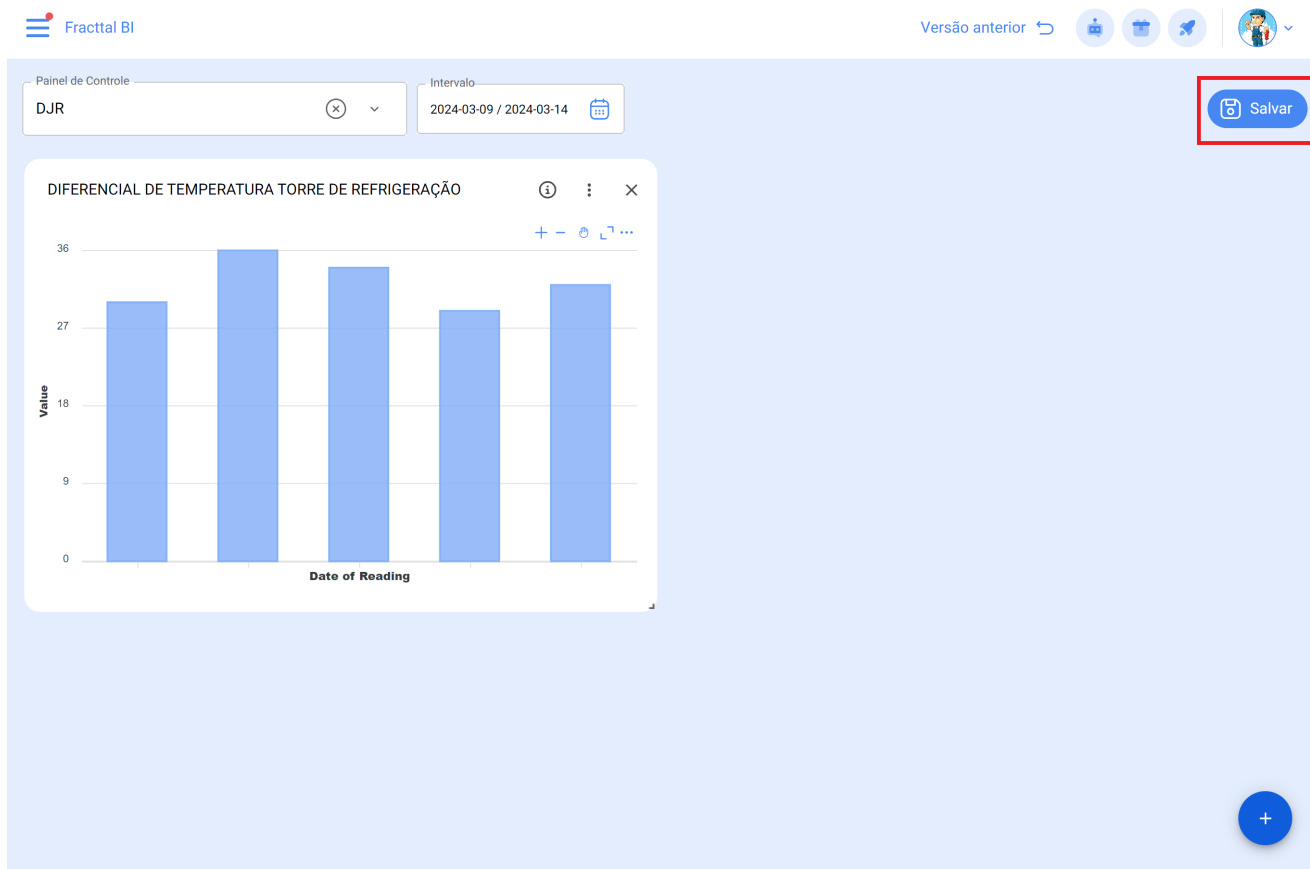 Fracttal BI
Versão anterior
Painel de Controle
DJR
Intervalo
2024-03-09 / 2024-03-14
Salvar
DIFERENCIAL DE TEMPERATURA TORRE DE REFRIGERAÇÃO
36
27
18
9
0
Value
Date of Reading